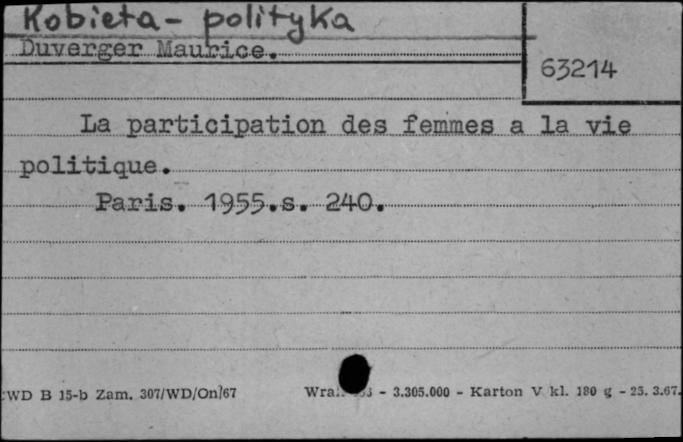 Kobieta - polityka
Duverger Maurice.
63214
La participation des femmes a la vie
politique.
Paris. 1955.s. 240.
WD B 15-b Zam. 307/WD/On/67 - 3.305.000 - Karton V kl. 180 g - 25. 3.67.